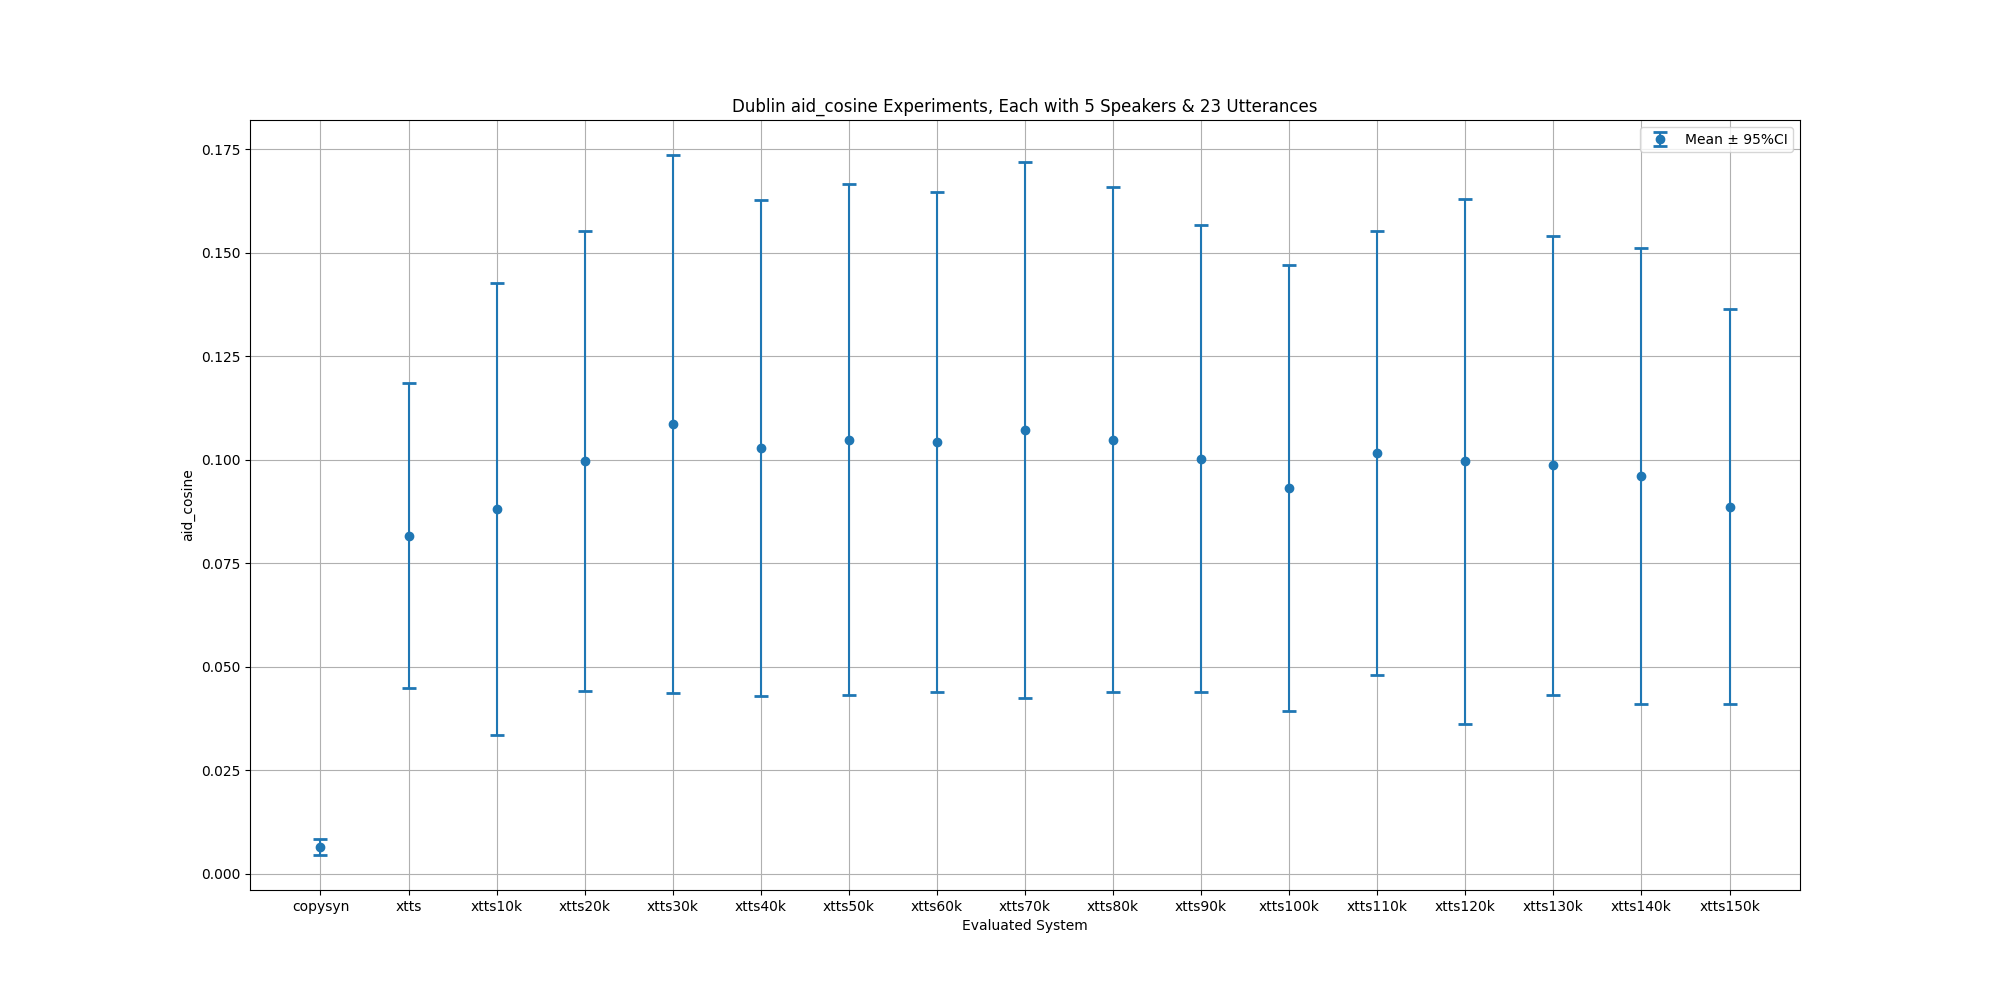 Dublin aid_cosine Experiments, Each with 5 Speakers & 23 Utterances
Mean ± 95%CI
0.175
0.150
0.125
0.100
0.075
0.050
0.025
0.000
aid_cosine
copysyn xtts xtts10k xtts20k xtts30k xtts40k xtts50k xtts60k xtts70k xtts80k xtts90k xtts100k xtts110k xtts120k xtts130k xtts140k xtts150k
Evaluated System